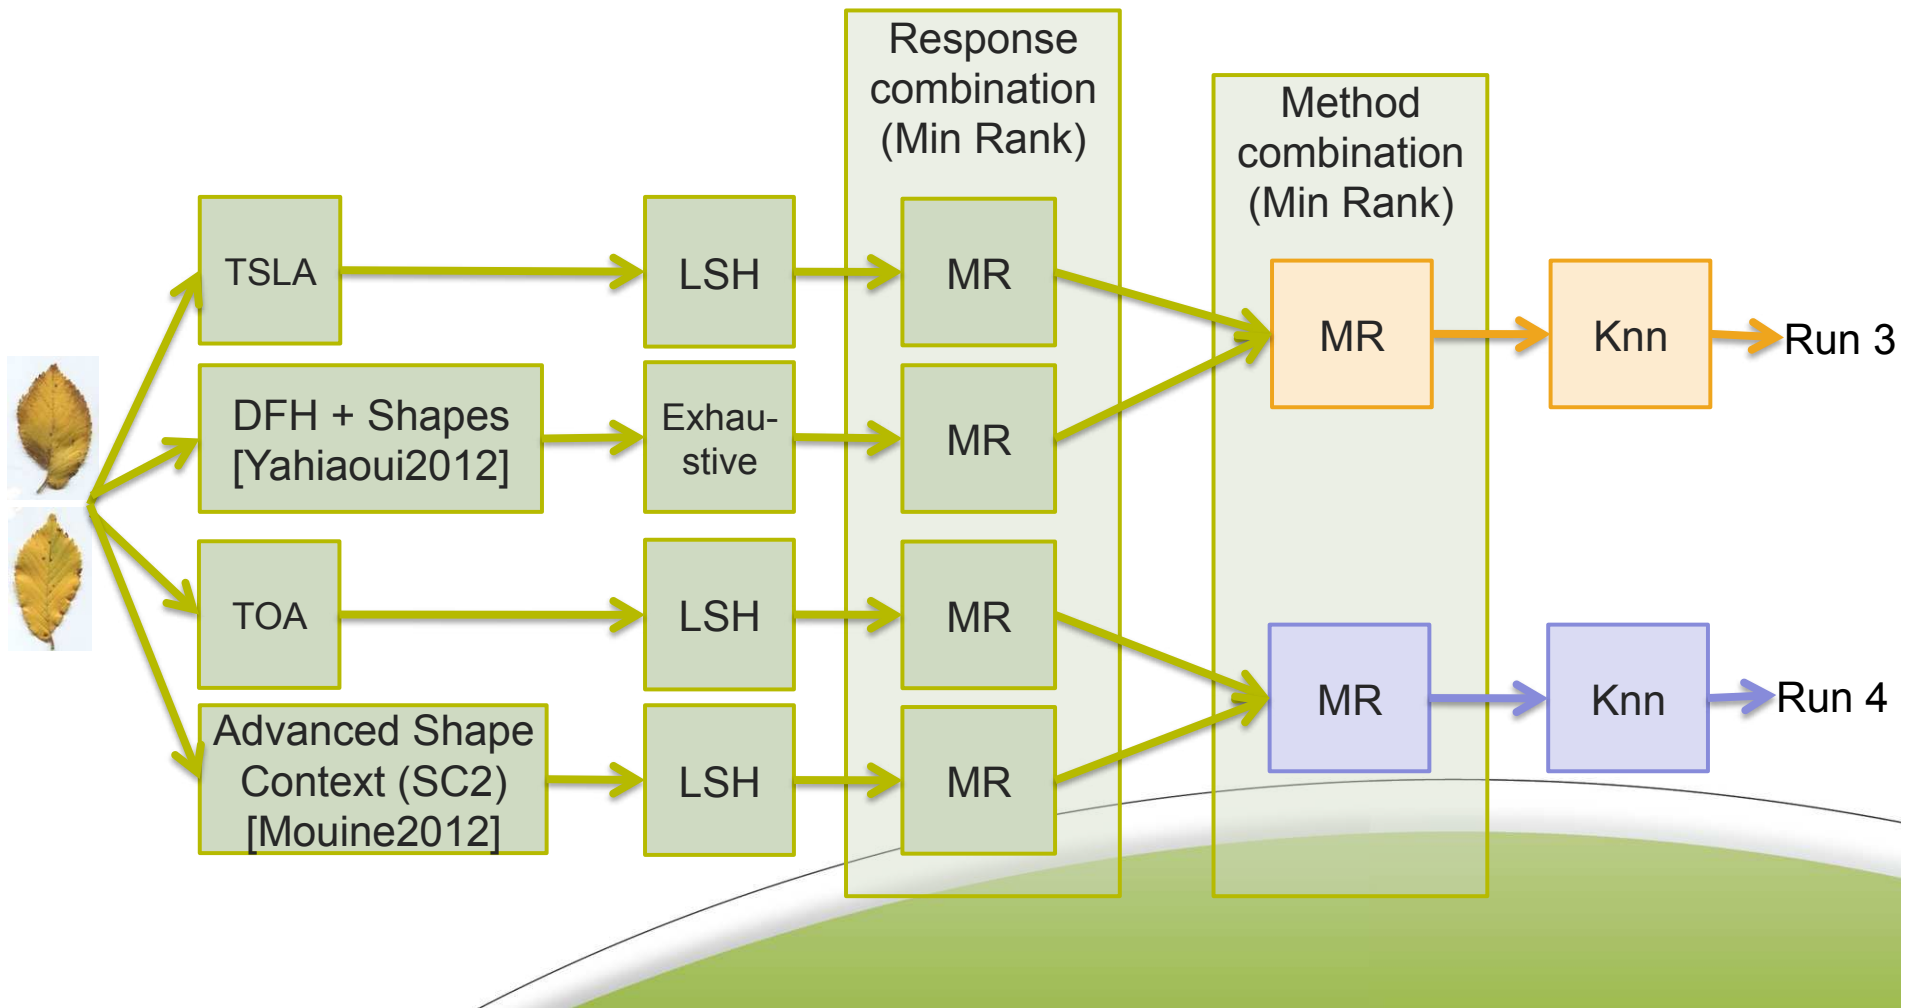 Response
combination
(Min Rank)
Method
combination
(Min Rank)
TSLA
LSH
MR
MR
Knn
Run 3
DFH + Shapes
[Yahiaoui2012]
Exhau-
stive
MR
TOA
LSH
MR
MR
Knn
Run 4
Advanced Shape
Context (SC2)
[Mouine2012]
LSH
MR